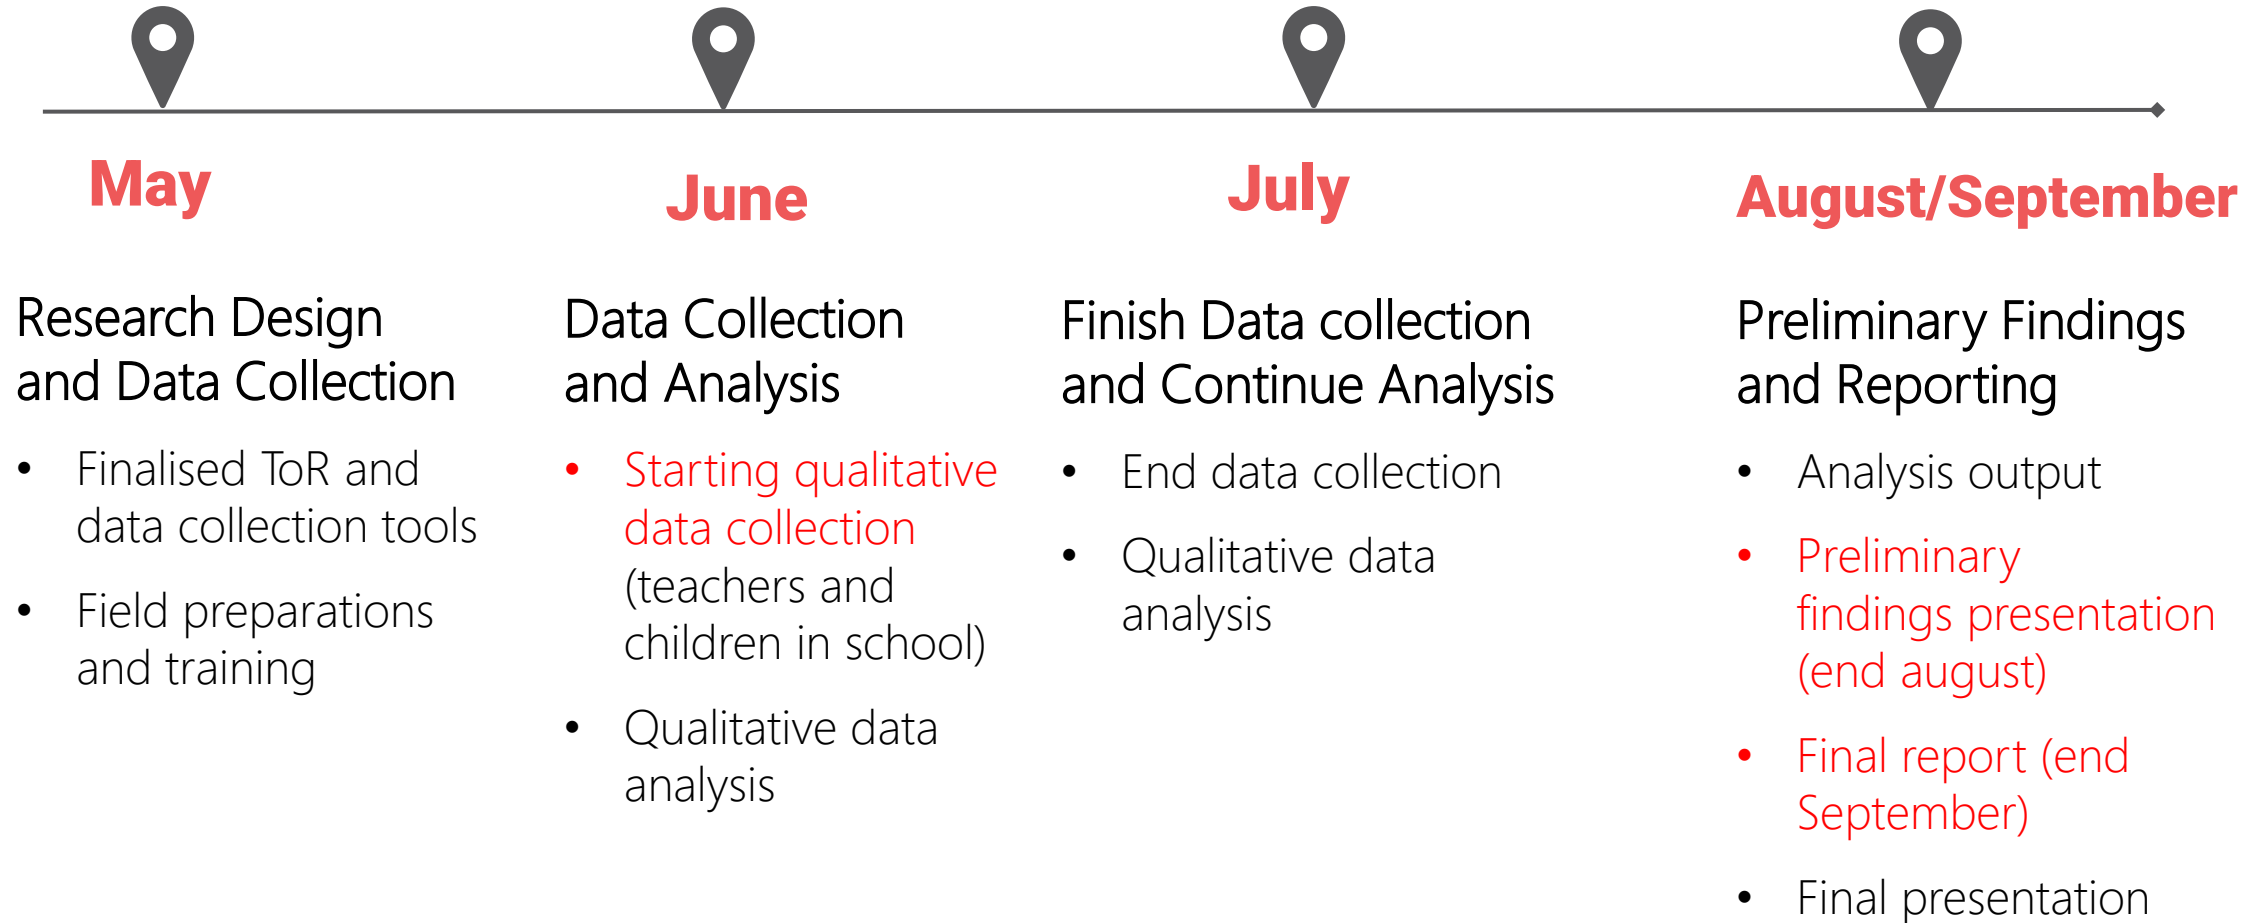 May
Research Design
and Data Collection
• Finalised ToR and
data collection tools
• Field preparations
and training
June
Data Collection
and Analysis
• Starting qualitative
data collection
(teachers and
children in school)
• Qualitative data
analysis
July
Finish Data collection
and Continue Analysis
• End data collection
• Qualitative data
analysis
August/September
Preliminary Findings
and Reporting
• Analysis output
• Preliminary
findings presentation
(end august)
• Final report (end
September)
• Final presentation